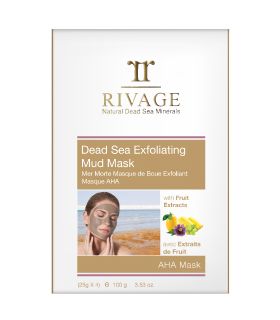 RIVAGE
Natural Dead Sea Minerals
Dead Sea Exfoliating
Mud Mask
Mer Morte Masque de Boue Exfoliant
Masque AHA
with Fruit
Extracts
avec Extraits
de Fruit
AHA Mask
(25g X 4) e 100 g 3.53 oz.